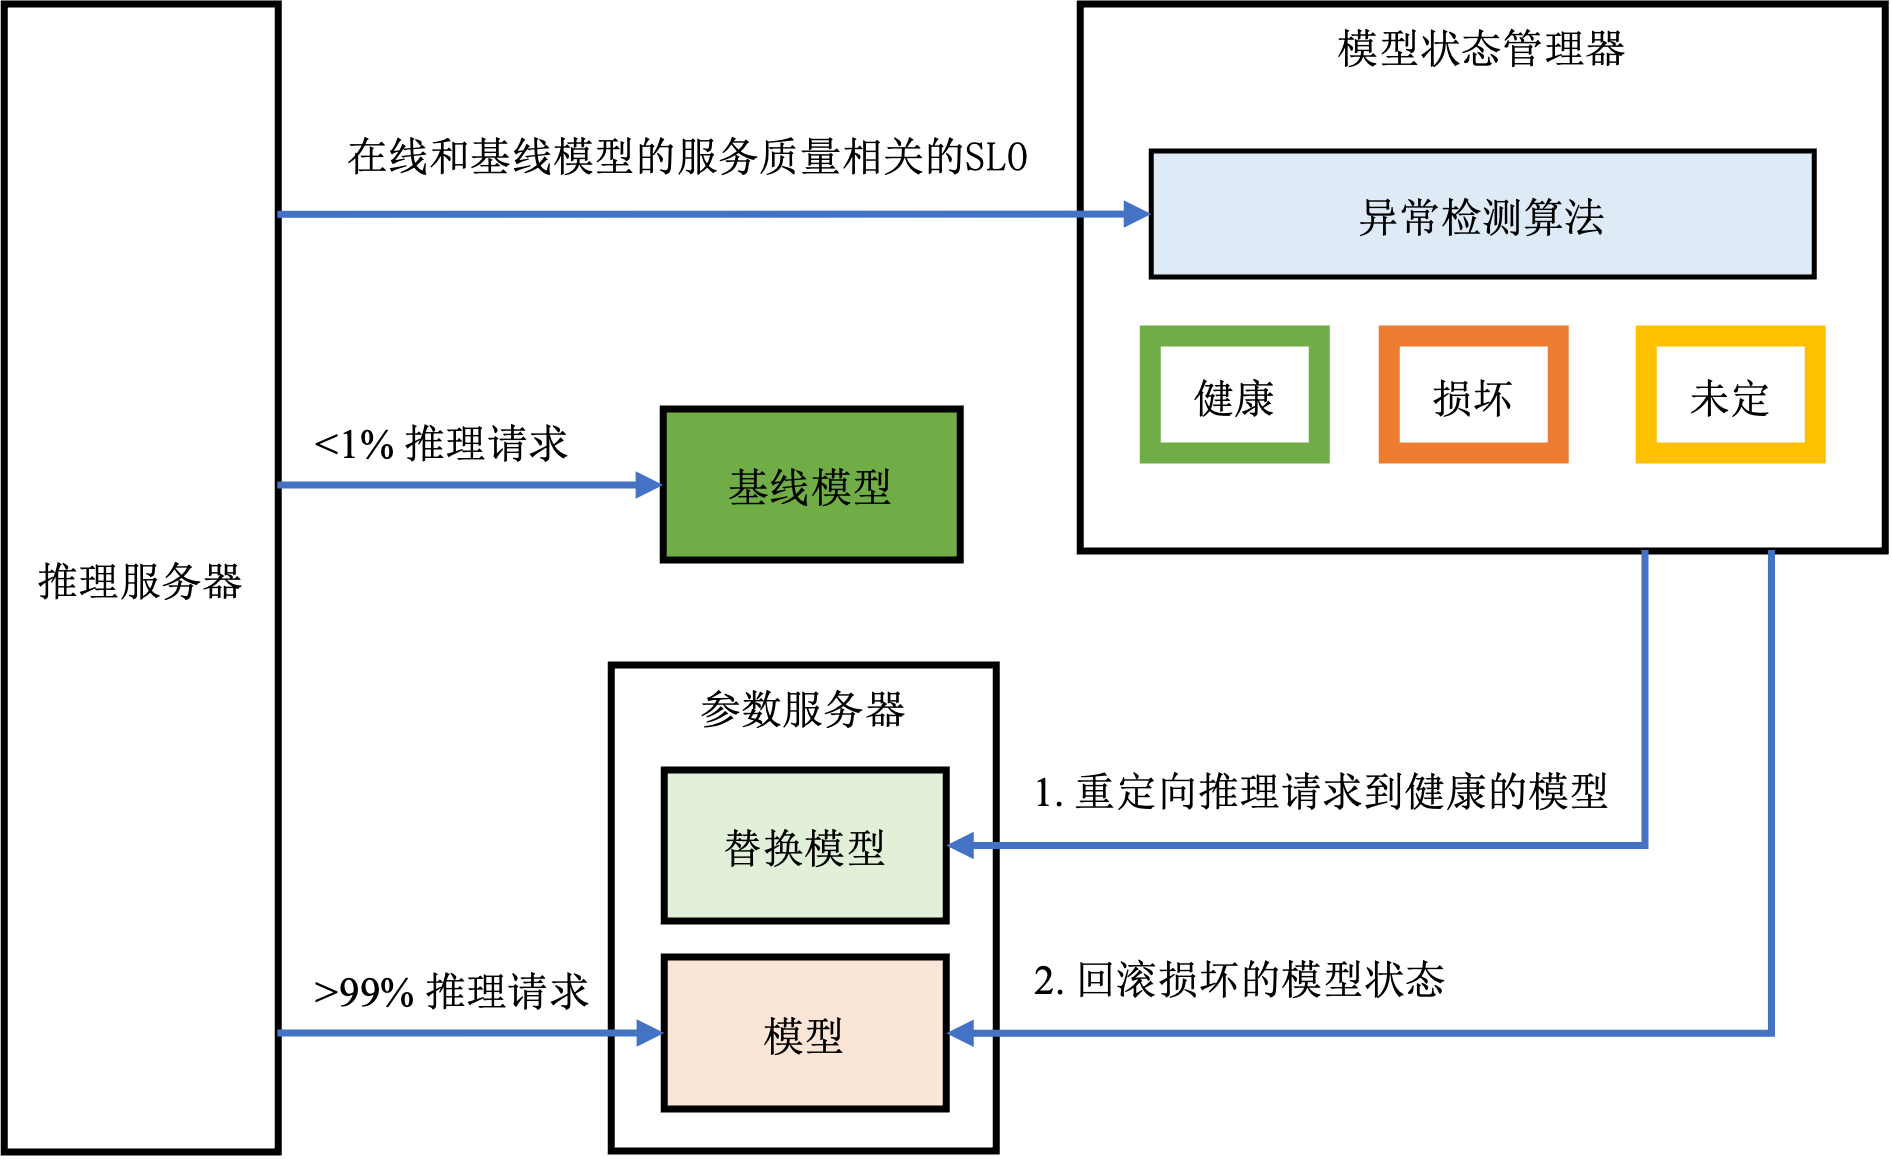 模型状态管理器
在线和基线模型的服务质量相关的SLO
异常检测算法
健康
损坏
未定
<1% 推理请求
基线模型
推理服务器
参数服务器
1. 重定向推理请求到健康的模型
替换模型
2. 回滚损坏的模型状态
>99% 推理请求
模型